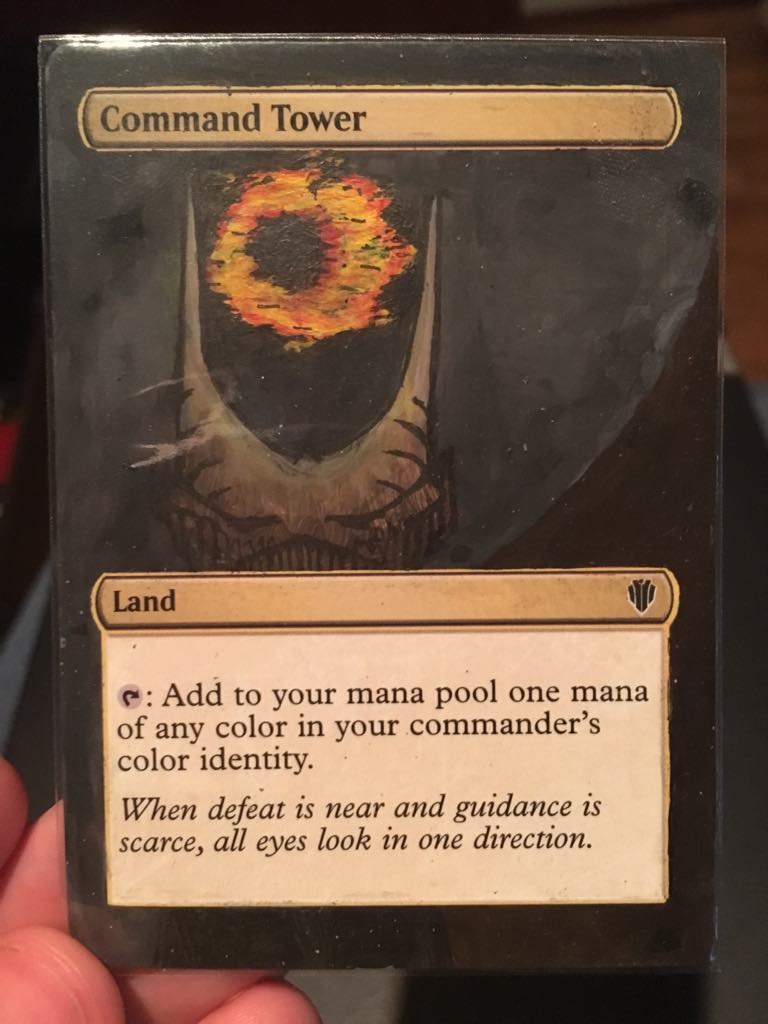 Command Tower
Land
: Add to your mana pool one mana
of any color in your commander's
color identity.
When defeat is near and guidance is
scarce, all eyes look in one direction.